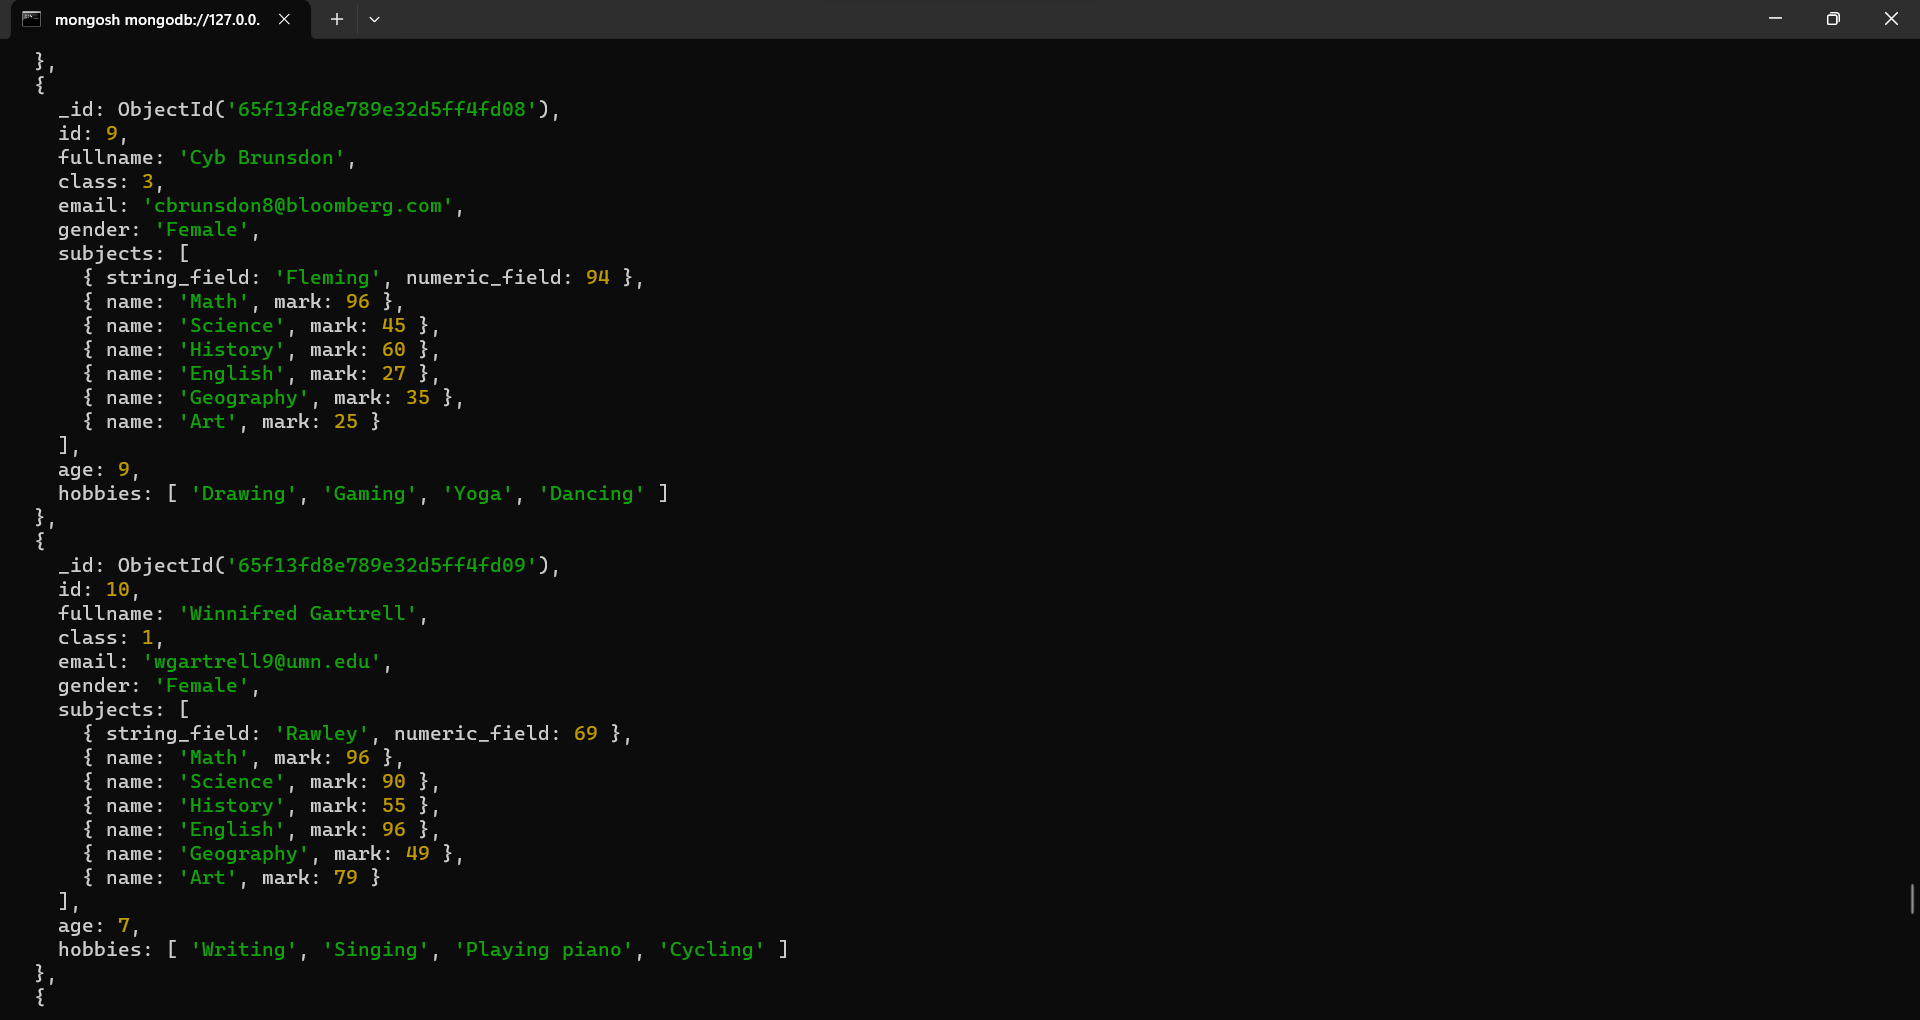 mongosh mongodb://127.0.0.
},
{
_id: ObjectId('65f13fd8e789e32d5ff4fd08'),
id: 9,
fullname: 'Cyb Brunsdon',
class: 3,
email: 'cbrunsdon8@bloomberg.com',
gender: 'Female',
subjects: [
{ string_field: 'Fleming', numeric_field: 94 },
{ name: 'Math', mark: 96 },
{ name: 'Science', mark: 45 },
{ name: 'History', mark: 60 },
{ name: 'English', mark: 27 },
{ name: 'Geography', mark: 35 },
{ name: 'Art', mark: 25 }
],
age: 9,
hobbies: [ 'Drawing', 'Gaming', 'Yoga', 'Dancing' ]
},
{
_id: ObjectId('65f13fd8e789e32d5ff4fd09'),
id: 10,
fullname: 'Winnifred Gartrell',
class: 1,
email: 'wgartrell9@umn.edu',
gender: 'Female',
subjects: [
{ string_field: 'Rawley', numeric_field: 69 },
{ name: 'Math', mark: 96 },
{ name: 'Science', mark: 90 },
{ name: 'History', mark: 55 },
{ name: 'English', mark: 96 },
{ name: 'Geography', mark: 49 },
{ name: 'Art', mark: 79 }
],
age: 7,
hobbies: [ 'Writing', 'Singing', 'Playing piano', 'Cycling' ]
},
{